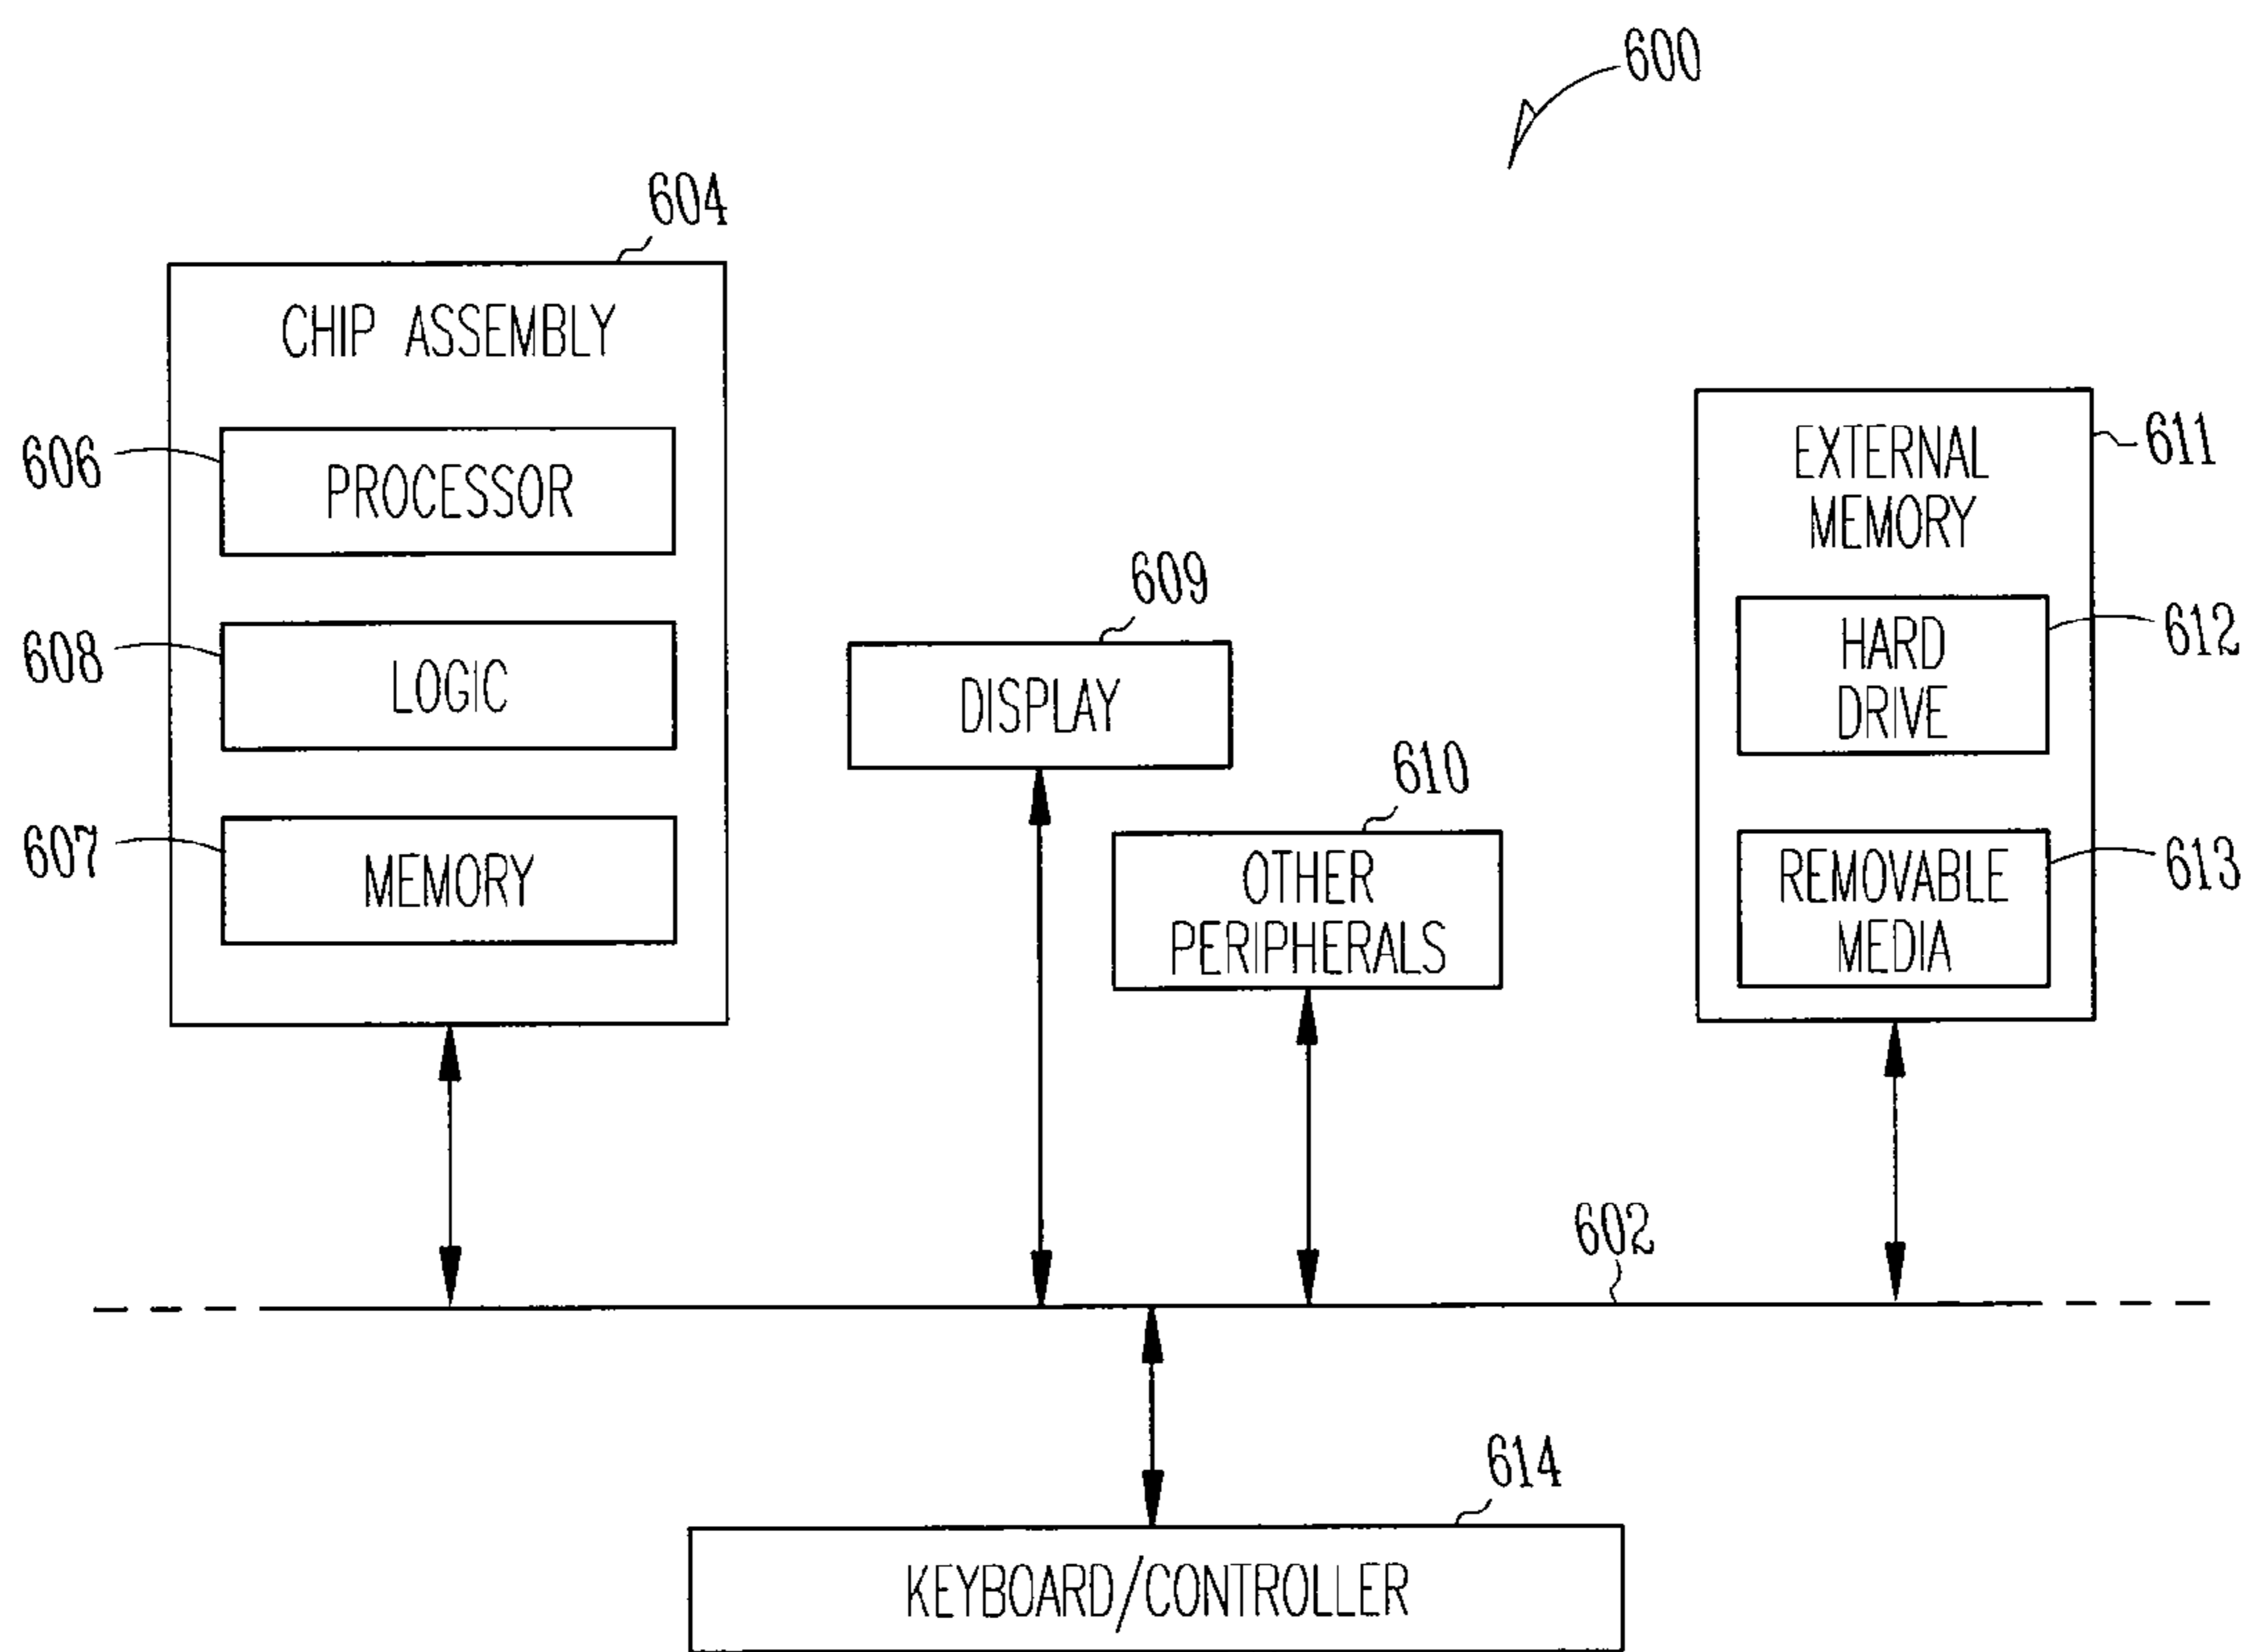 600
604
CHIP ASSEMBLY
606
PROCESSOR
608
LOGIC
607
MEMORY
609
DISPLAY
610
OTHER
PERIPHERALS
611
EXTERNAL
MEMORY
612
HARD
DRIVE
613
REMOVABLE
MEDIA
602
614
KEYBOARD/CONTROLLER